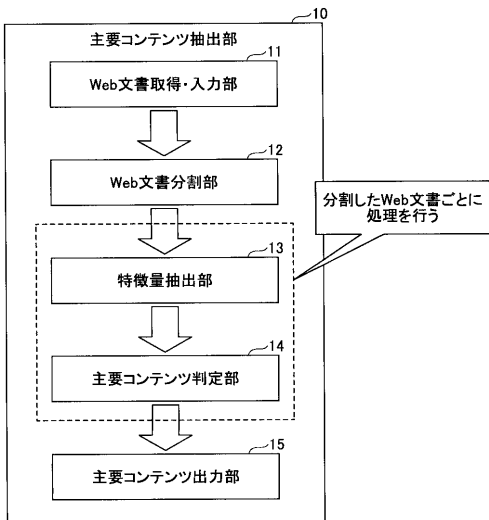 10
主要コンテンツ抽出部
11
Web文書取得・入力部
12
Web文書分割部
分割したWeb文書ごとに
処理を行う
13
特徴量抽出部
14
主要コンテンツ判定部
15
主要コンテンツ出力部